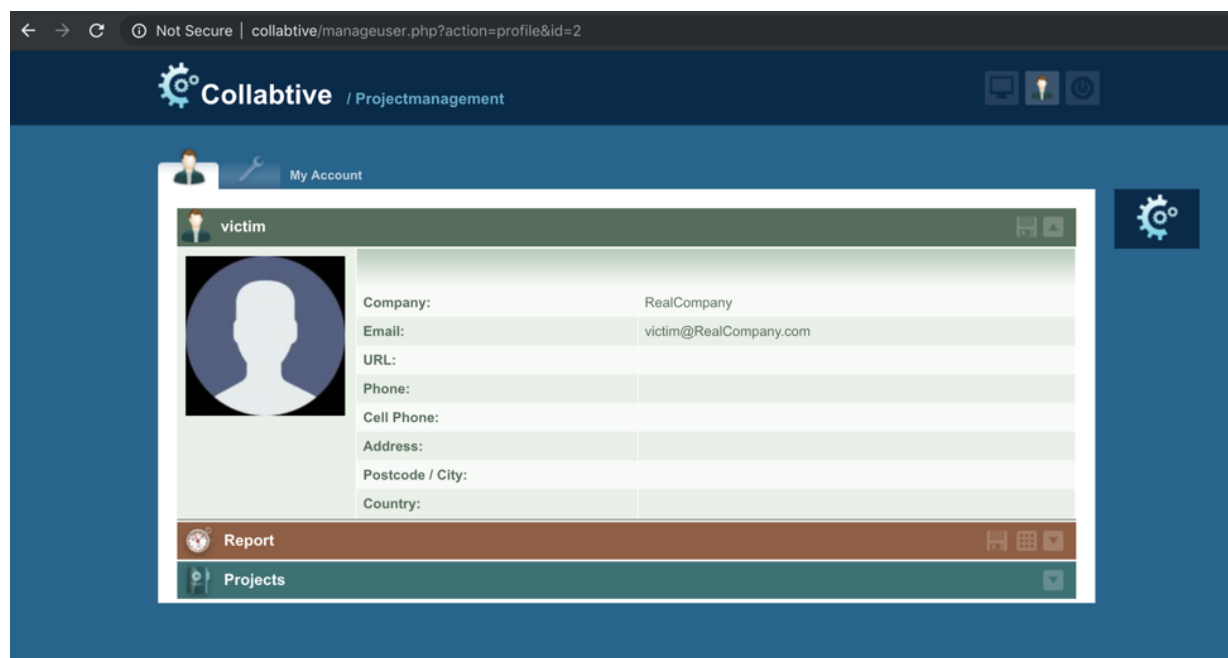 Not Secure | collabtive/manageuser.php?action=profile&id=2
Collabtive / Projectmanagement
My Account
victim
Company: RealCompany
Email: victim@RealCompany.com
URL:
Phone:
Cell Phone:
Address:
Postcode / City:
Country:
Report
Projects